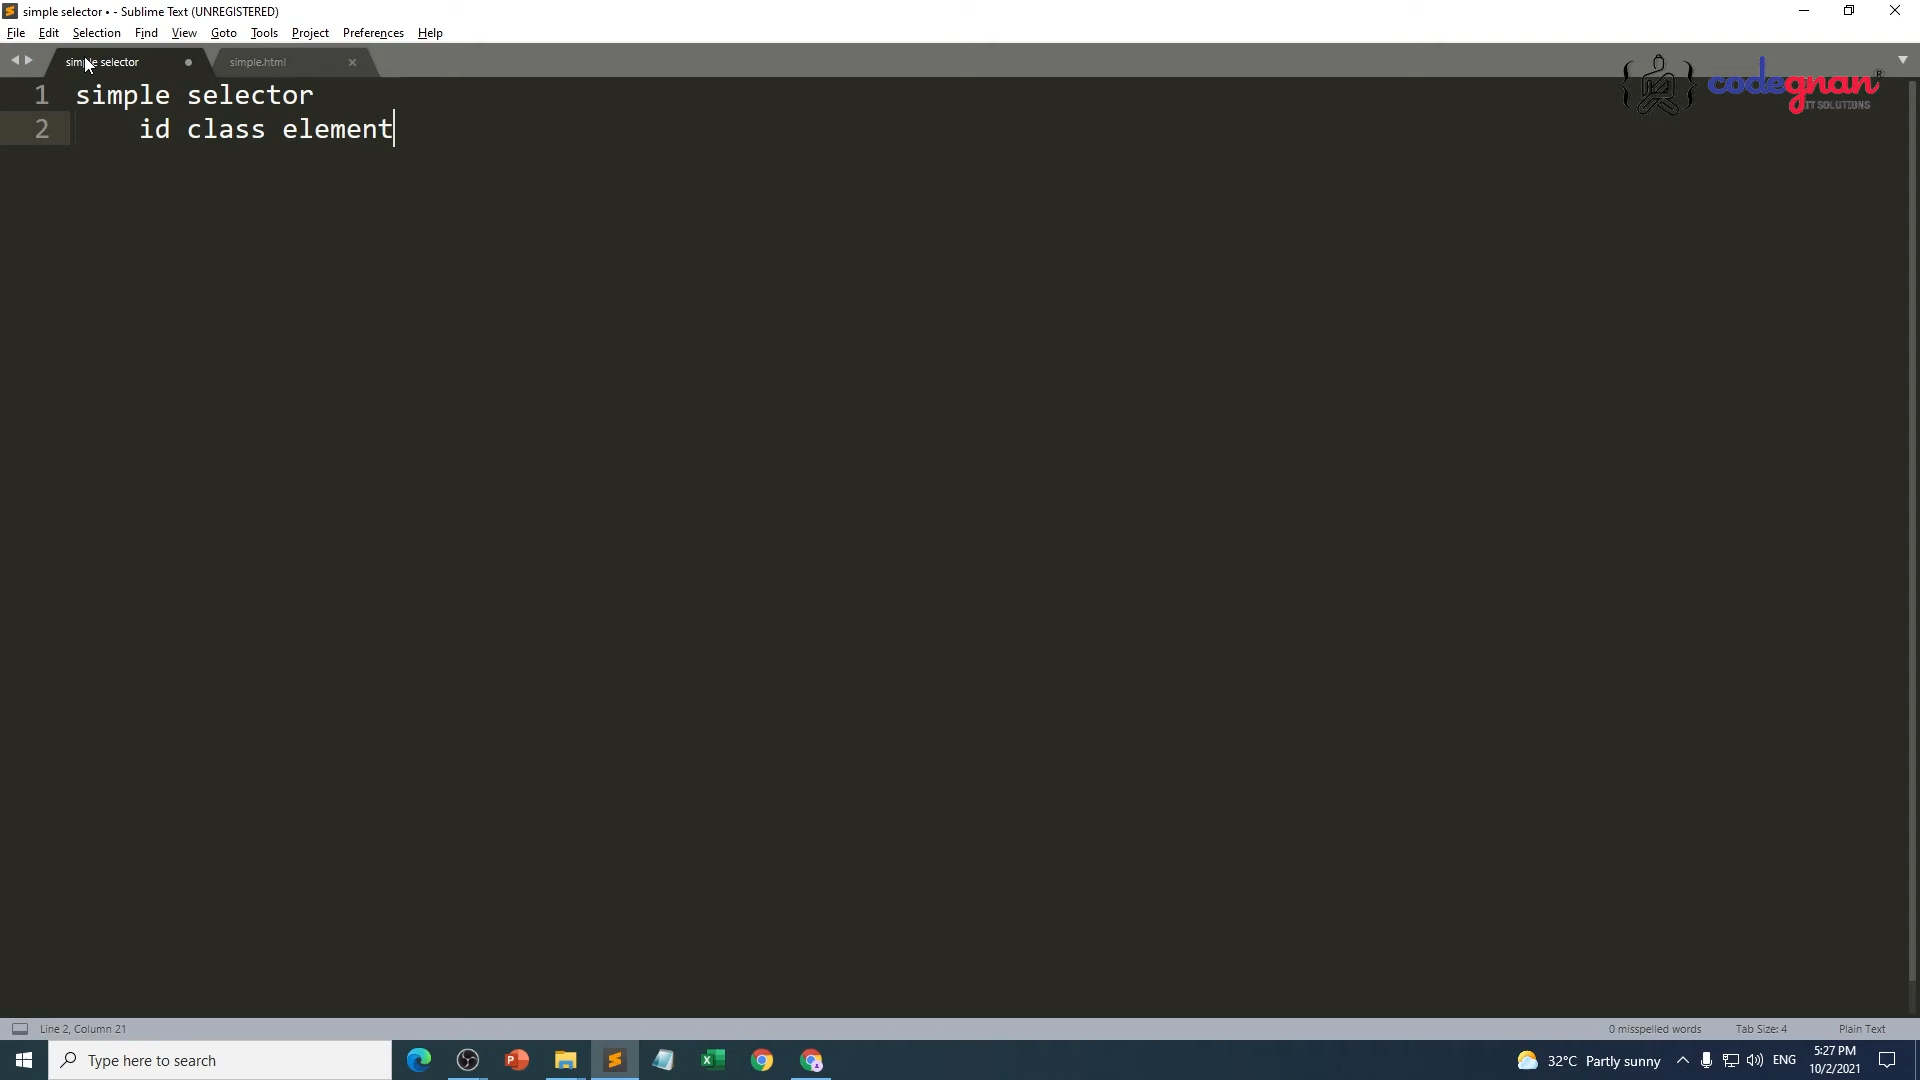 simple selector • - Sublime Text (UNREGISTERED)
File Edit Selection Find View Goto Tools Project Preferences Help
simple selector simple.html
codegnan®
IT SOLUTIONS
1 simple selector
2 id class element
Line 2, Column 21 0 misspelled words Tab Size: 4 Plain Text
Type here to search 32°C Partly sunny ENG 5:27 PM
10/2/2021